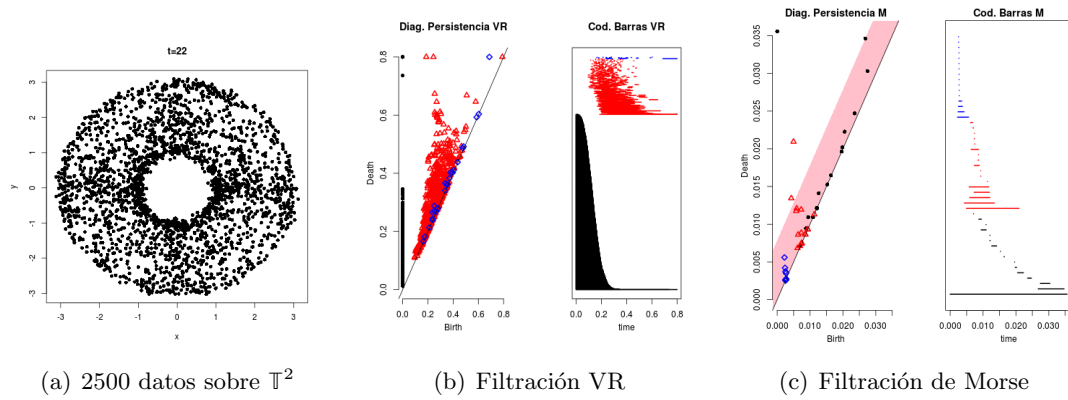 t=22
y
3
2
1
0
-1
-2
-3
-3 -2 -1 0 1 2 3
x
(a) 2500 datos sobre 𝕋²
Diag. Persistencia VR
Death
0.8
0.6
0.4
0.2
0.0
0.0 0.2 0.4 0.6 0.8
Birth
Cod. Barras VR
0.0 0.2 0.4 0.6 0.8
time
(b) Filtración VR
Diag. Persistencia M
Death
0.035
0.030
0.025
0.020
0.015
0.010
0.005
0.000
0.000 0.010 0.020 0.030
Birth
Cod. Barras M
0.000 0.010 0.020 0.030
time
(c) Filtración de Morse